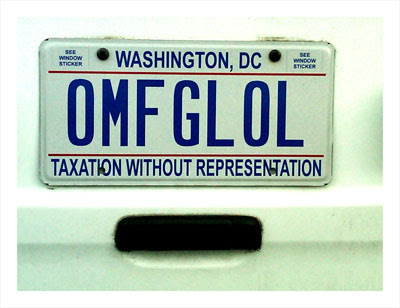 SEE
WINDOW
STICKER
WASHINGTON, DC
SEE
WINDOW
STICKER
OMFGLOL
TAXATION WITHOUT REPRESENTATION